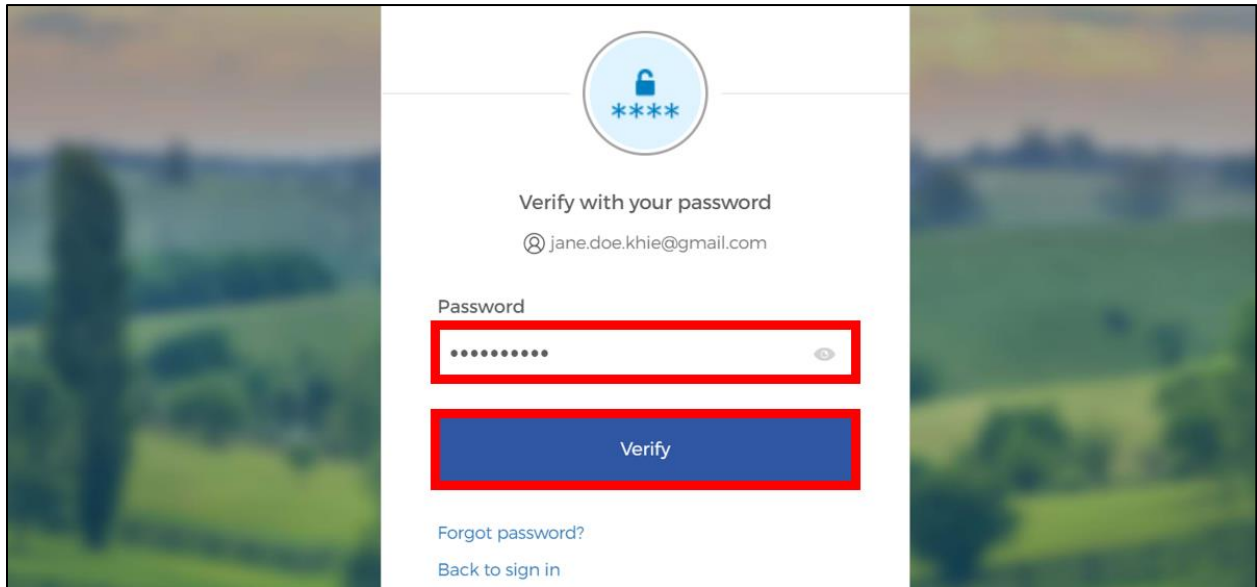 ****
Verify with your password
jane.doe.khie@gmail.com
Password
••••••••••
Verify
Forgot password?
Back to sign in